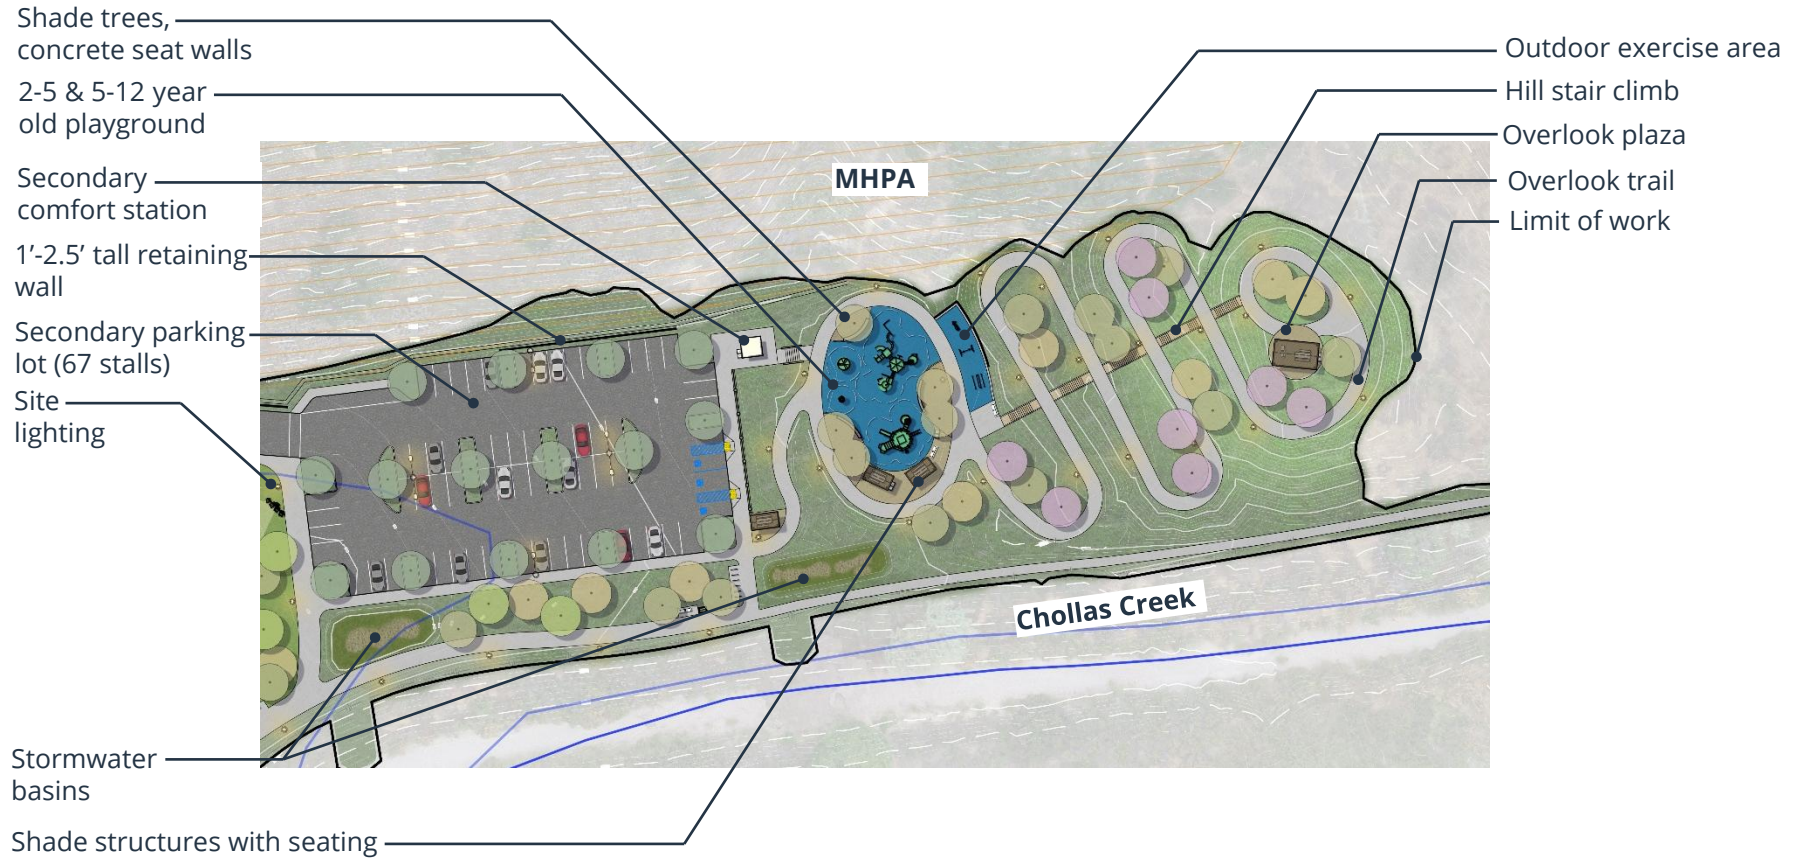 Shade trees,
concrete seat walls
2-5 & 5-12 year
old playground
Secondary
comfort station
1’-2.5’ tall retaining
wall
Secondary parking
lot (67 stalls)
Site
lighting
Stormwater
basins
Shade structures with seating
MHPA
Chollas Creek
Outdoor exercise area
Hill stair climb
Overlook plaza
Overlook trail
Limit of work